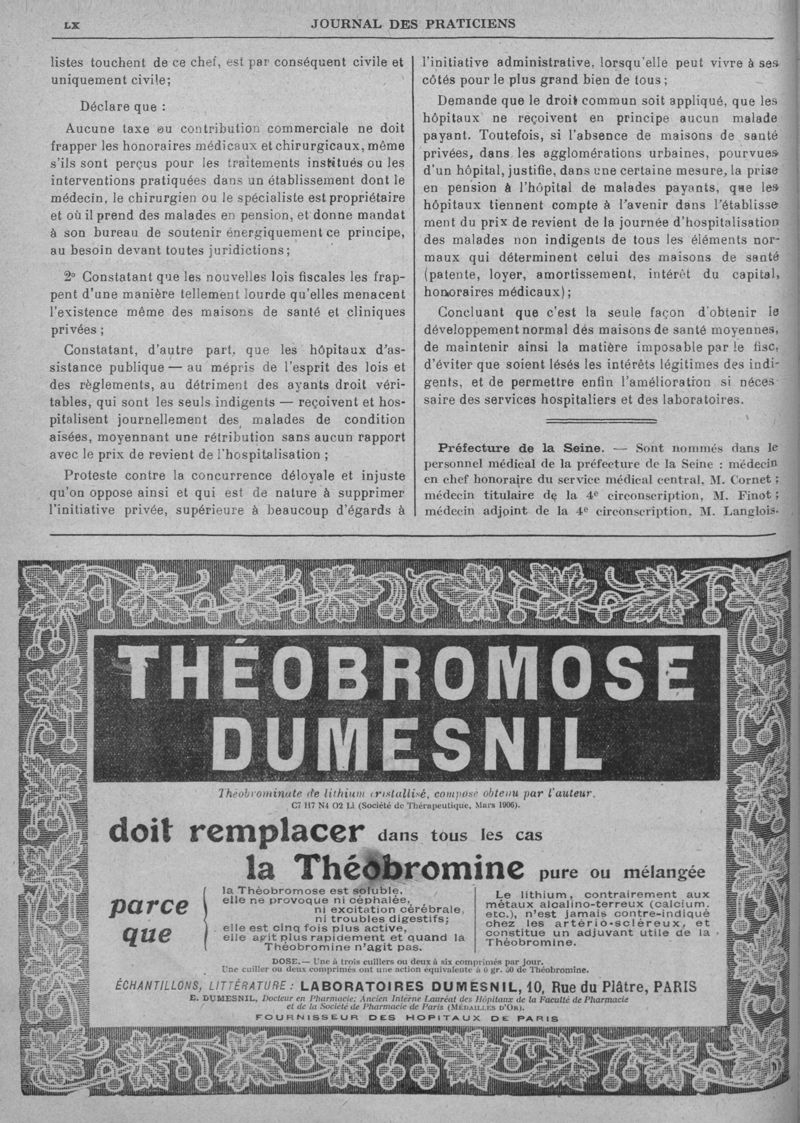 LX
JOURNAL DES PRATICIENS
listes touchent de ce chef, est par conséquent civile et
uniquement civile;
Déclare que :
Aucune taxe ou contribution commerciale ne doit
frapper les honoraires médicaux et chirurgicaux, même
s'ils sont perçus pour les traitements institués ou les
interventions pratiquées dans un établissement dont le
médecin, le chirurgien ou le spécialiste est propriétaire
et où il prend des malades en pension, et donne mandat
à son bureau de soutenir énergiquement ce principe,
au besoin devant toutes juridictions;
2° Constatant que les nouvelles lois fiscales les frap-
pent d'une manière tellement lourde qu'elles menacent
l'existence même des maisons de santé et cliniques
privées ;
Constatant, d'autre part, que les hôpitaux d'as-
sistance publique — au mépris de l'esprit des lois et
des règlements, au détriment des ayants droit véri-
tables, qui sont les seuls indigents — reçoivent et hos-
pitalisent journellement des malades de condition
aisées, moyennant une rétribution sans aucun rapport
avec le prix de revient de l'hospitalisation ;
Proteste contre la concurrence déloyale et injuste
qu'on oppose ainsi et qui est de nature à supprimer
l'initiative privée, supérieure à beaucoup d'égards à
l'initiative administrative, lorsqu'elle peut vivre à ses
côtés pour le plus grand bien de tous ;
Demande que le droit commun soit appliqué, que les
hôpitaux ne reçoivent en principe aucun malade
payant. Toutefois, si l'absence de maisons de santé
privées, dans les agglomérations urbaines, pourvues
d'un hôpital, justifie, dans une certaine mesure, la prise
en pension à l'hôpital de malades payants, que les
hôpitaux tiennent compte à l'avenir dans l'établisse
ment du prix de revient de la journée d'hospitalisation
des malades non indigents de tous les éléments nor-
maux qui déterminent celui des maisons de santé
(patente, loyer, amortissement, intérêt du capital,
honoraires médicaux) ;
Concluant que c'est la seule façon d'obtenir le
développement normal des maisons de santé moyennes,
de maintenir ainsi la matière imposable par le fisc,
d'éviter que soient lésés les intérêts légitimes des indi-
gents, et de permettre enfin l'amélioration si néces
saire des services hospitaliers et des laboratoires.
Préfecture de la Seine. — Sont nommés dans le
personnel médical de la préfecture de la Seine : médecin
en chef honoraire du service médical central, M. Cornet ;
médecin titulaire de la 4e circonscription, M. Finot ;
médecin adjoint de la 4e circonscription, M. Langlois.
THÉOBROMOSE
DUMESNIL
Théobrominate de lithium cristallisé, composé obtenu par l'auteur.
C7 H7 N4 O2 Li (Société de Thérapeutique, Mars 1906).
doit remplacer dans tous les cas
la Théobromine pure ou mélangée
parce
que
la Théobromose est soluble,
elle ne provoque ni céphalée,
ni excitation cérébrale,
ni troubles digestifs;
elle est cinq fois plus active,
elle agit plus rapidement et quand la
Théobromine n'agit pas.
Le lithium, contrairement aux
métaux alcalino-terreux (calcium,
etc.), n'est jamais contre-indiqué
chez les artério-scléreux, et
constitue un adjuvant utile de la
Théobromine.
DOSE. — Une à trois cuillers ou deux à six comprimés par jour.
Une cuiller ou deux comprimés ont une action équivalente à 0 gr. 50 de Théobromine.
ÉCHANTILLONS, LITTÉRATURE : LABORATOIRES DUMESNIL, 10, Rue du Plâtre, PARIS
E. DUMESNIL, Docteur en Pharmacie; Ancien Interne Lauréat des Hôpitaux de la Faculté de Pharmacie
et de la Société de Pharmacie de Paris (MÉDAILLES D'OR).
FOURNISSEUR DES HOPITAUX DE PARIS